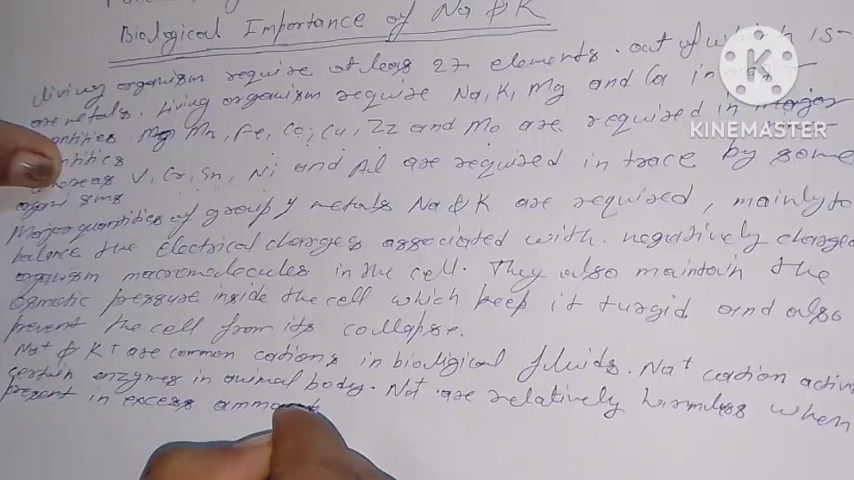 Biological Importance of Na & K
living organism require at leas 27 elements. out of which 15-
are metals. Living organism require Na, K, Mg and Ca in
antities. Mn, Fe, Co, Cu, Zz and Mo are required in major
ntities
whereas V, Cr, Sn, Ni and Al are required in trace by some
organisms
Major quantities of group 1 metals Na & K are required, mainly to
balance the electrical charges associated with negatively charged
organism macromolecules in the cell. They also maintain the
osmotic pressure inside the cell which keep it turgid and also
prevent the cell from its collapse.
Na+ & K+ are common cations in biological fluids. Na+ cation activ
certain enzymes in animal body. Na+ are relatively harmless when
present in excess ammount
KINEMASTER